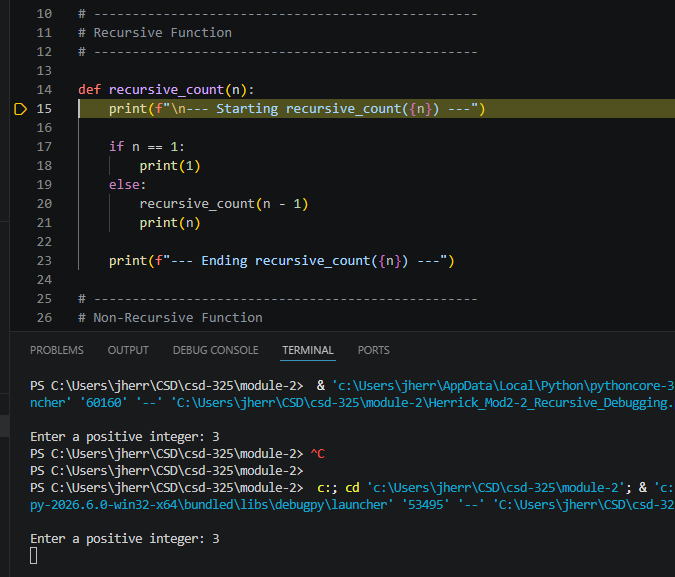 10 # --------------------------------------------------
11 # Recursive Function
12 # --------------------------------------------------
13
14 def recursive_count(n):
15     print(f"\n--- Starting recursive_count({n}) ---")
16
17     if n == 1:
18         print(1)
19     else:
20         recursive_count(n - 1)
21         print(n)
22
23     print(f"--- Ending recursive_count({n}) ---")
24
25 # --------------------------------------------------
26 # Non-Recursive Function
PROBLEMS OUTPUT DEBUG CONSOLE TERMINAL PORTS
PS C:\Users\jherr\CSD\csd-325\module-2>  & 'c:\Users\jherr\AppData\Local\Python\pythoncore-3
ncher' '60160' '--' 'C:\Users\jherr\CSD\csd-325\module-2\Herrick_Mod2-2_Recursive_Debugging.
Enter a positive integer: 3
PS C:\Users\jherr\CSD\csd-325\module-2> ^C
PS C:\Users\jherr\CSD\csd-325\module-2>
PS C:\Users\jherr\CSD\csd-325\module-2>  c:; cd 'c:\Users\jherr\CSD\csd-325\module-2'; & 'c:
py-2026.6.0-win32-x64\bundled\libs\debugpy\launcher' '53495' '--' 'C:\Users\jherr\CSD\csd-32
Enter a positive integer: 3